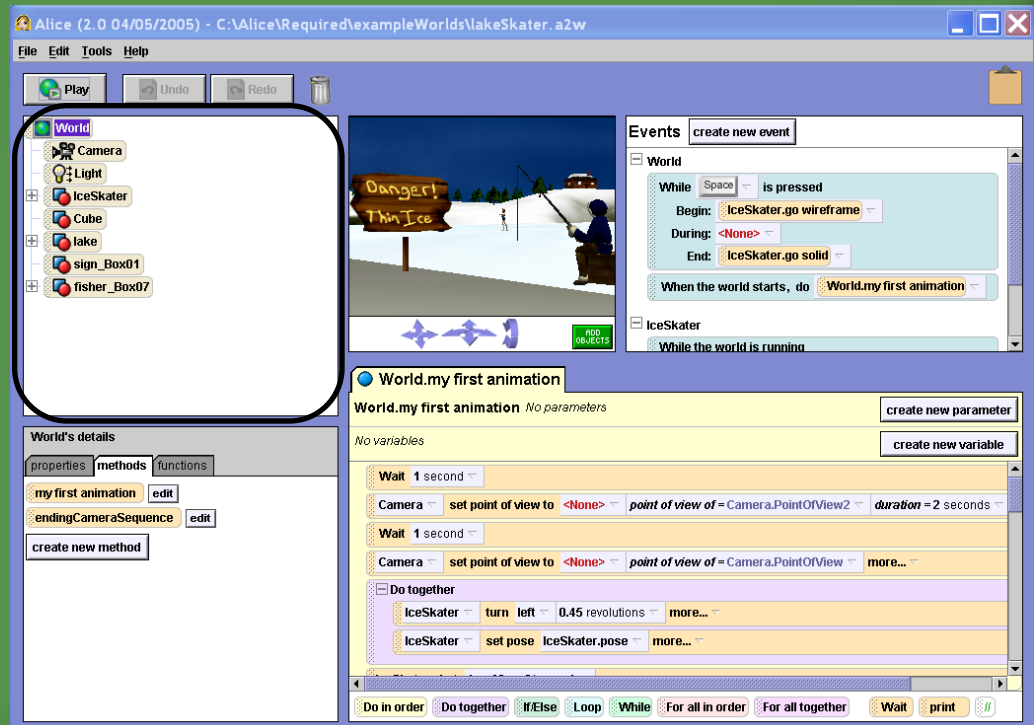 Alice (2.0 04/05/2005) - C:\Alice\Required\exampleWorlds\lakeSkater.a2w
File Edit Tools Help
Play Undo Redo
World
Camera
Light
IceSkater
Cube
lake
sign_Box01
fisher_Box07
Danger!
Thin Ice
ADD
OBJECTS
Events create new event
World
While Space is pressed
Begin: IceSkater.go wireframe
During: <None>
End: IceSkater.go solid
When the world starts, do World.my first animation
IceSkater
While the world is running
World's details
properties methods functions
my first animation edit
endingCameraSequence edit
create new method
World.my first animation
World.my first animation No parameters create new parameter
No variables create new variable
Wait 1 second
Camera set point of view to <None> point of view of = Camera.PointOfView2 duration = 2 seconds
Wait 1 second
Camera set point of view to <None> point of view of = Camera.PointOfView more...
Do together
IceSkater turn left 0.45 revolutions more...
IceSkater set pose IceSkater.pose more...
Do in order Do together If/Else Loop While For all in order For all together Wait print //